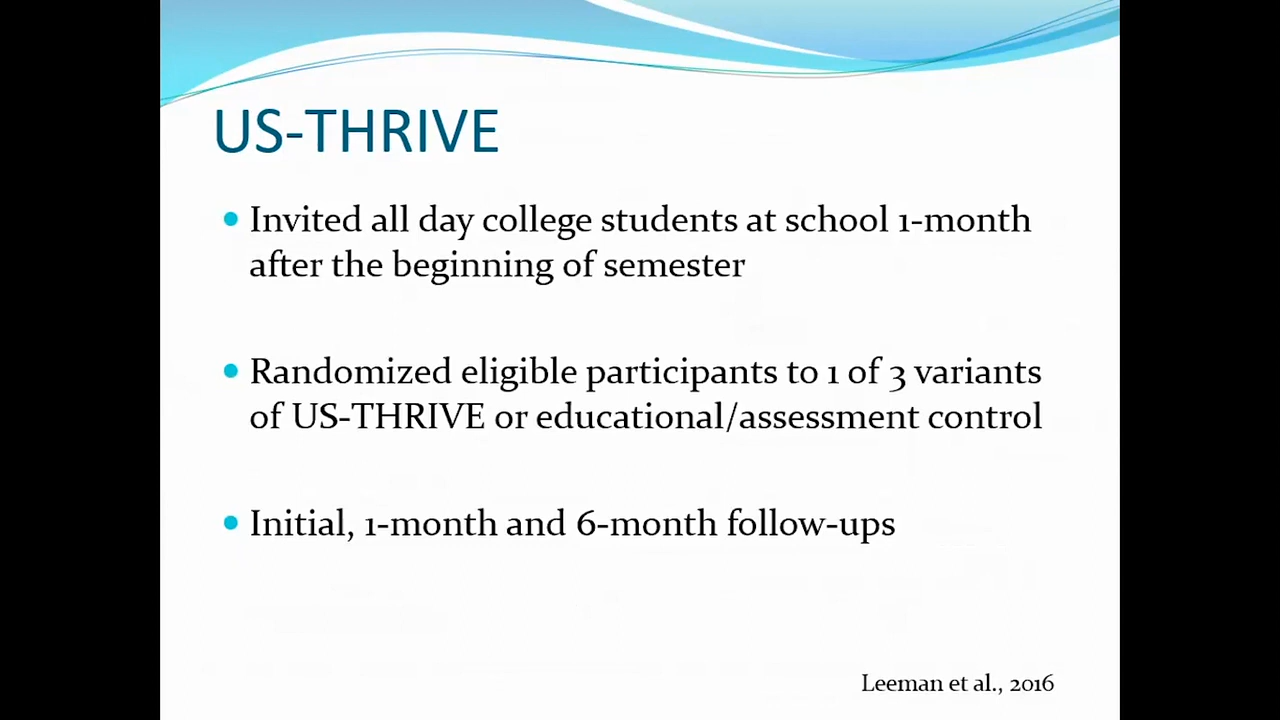 US-THRIVE
• Invited all day college students at school 1-month
after the beginning of semester
• Randomized eligible participants to 1 of 3 variants
of US-THRIVE or educational/assessment control
• Initial, 1-month and 6-month follow-ups
Leeman et al., 2016